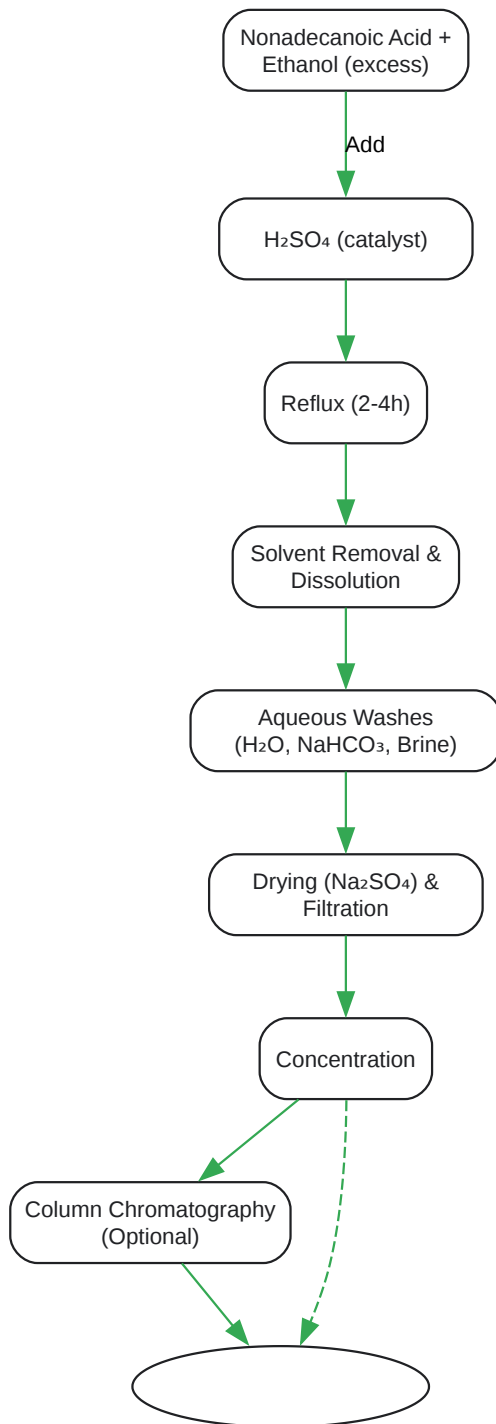 Nonadecanoic Acid +
Ethanol (excess)
Add
H₂SO₄ (catalyst)
Reflux (2-4h)
Solvent Removal &
Dissolution
Aqueous Washes
(H₂O, NaHCO₃, Brine)
Drying (Na₂SO₄) &
Filtration
Concentration
Column Chromatography
(Optional)